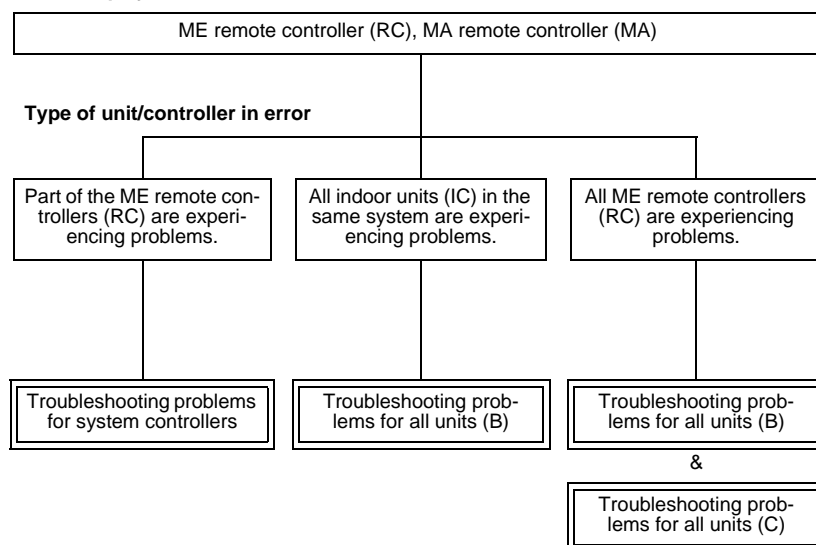 ME remote controller (RC), MA remote controller (MA)
Type of unit/controller in error
Part of the ME remote con-
trollers (RC) are experi-
encing problems.
All indoor units (IC) in the
same system are experi-
encing problems.
All ME remote controllers
(RC) are experiencing
problems.
Troubleshooting problems
for system controllers
Troubleshooting prob-
lems for all units (B)
Troubleshooting prob-
lems for all units (B)
&
Troubleshooting prob-
lems for all units (C)